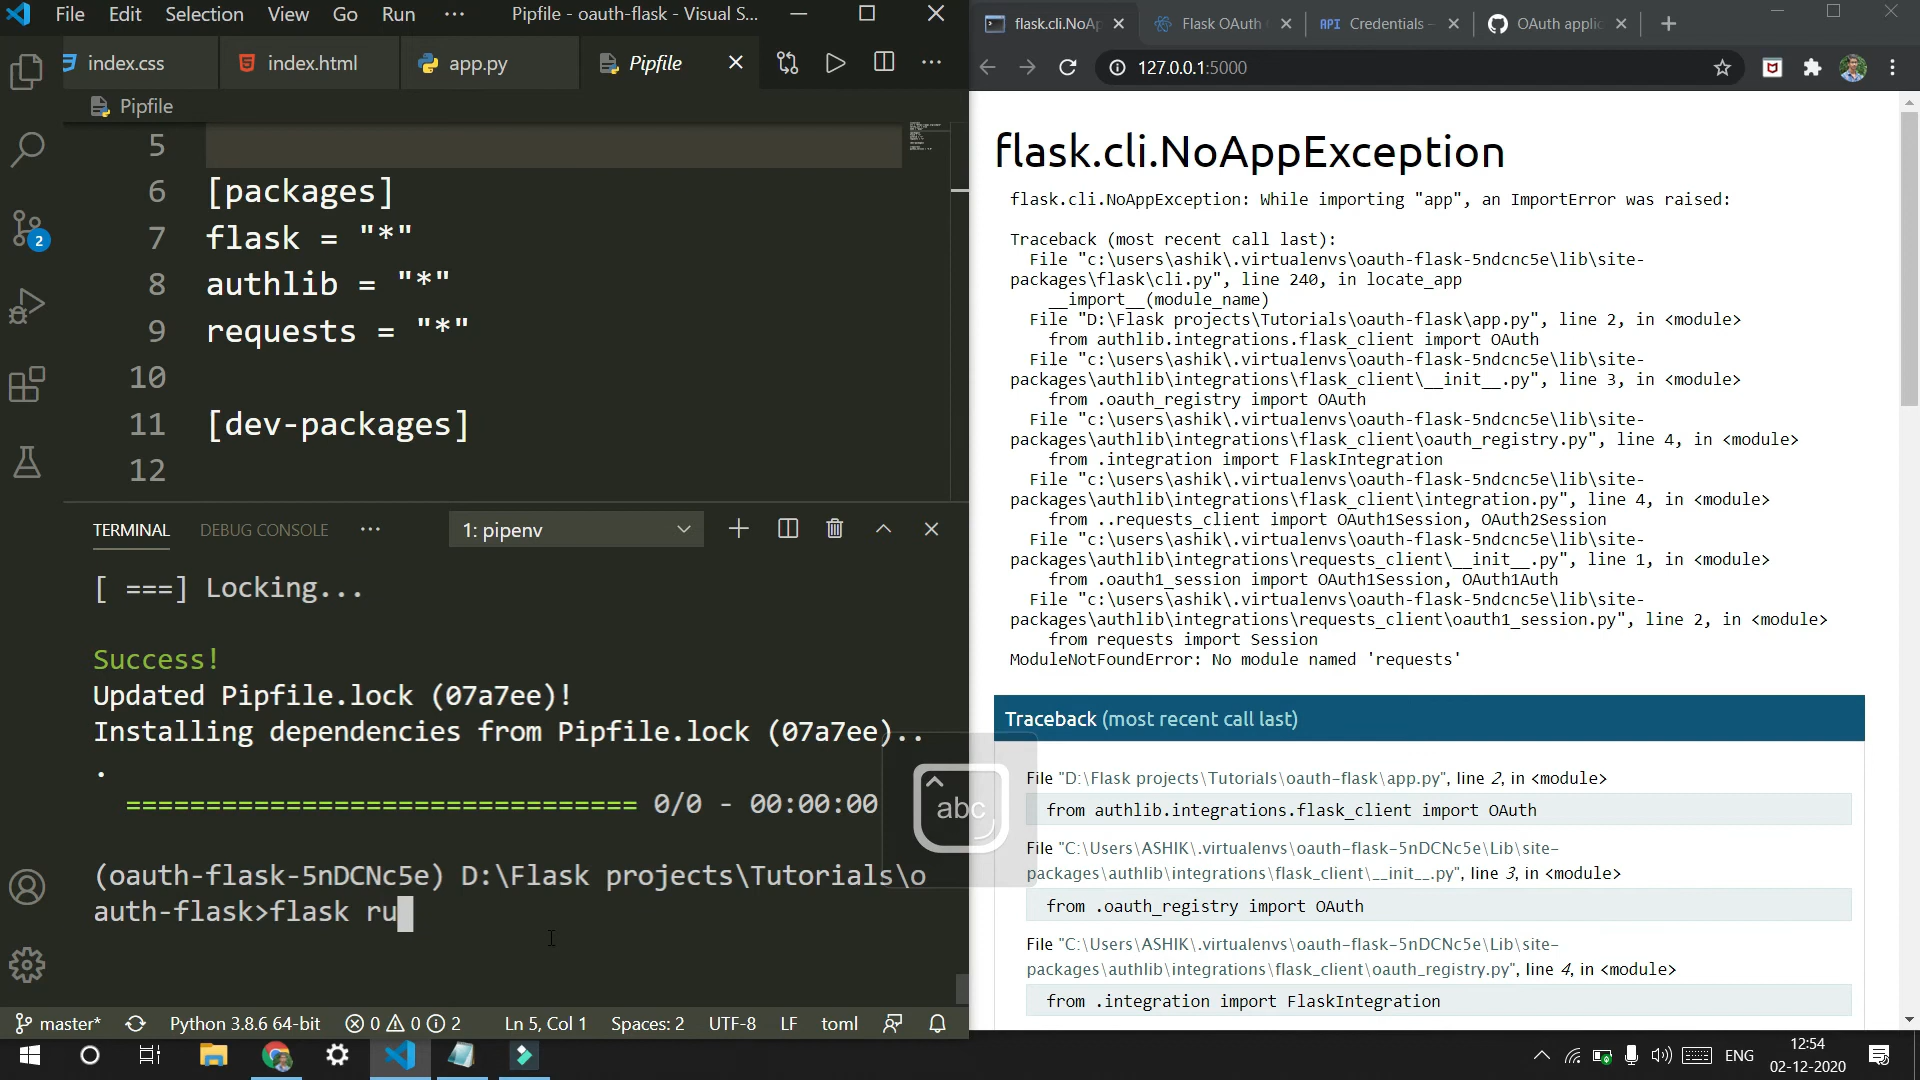 File Edit Selection View Go Run ··· Pipfile - oauth-flask - Visual S...
index.css index.html app.py Pipfile
Pipfile
5
6 [packages]
7 flask = "*"
8 authlib = "*"
9 requests = "*"
10
11 [dev-packages]
12
TERMINAL DEBUG CONSOLE ··· 1: pipenv
[ ===] Locking...
Success!
Updated Pipfile.lock (07a7ee)!
Installing dependencies from Pipfile.lock (07a7ee)..
.
================================ 0/0 - 00:00:00
(oauth-flask-5nDCNc5e) D:\Flask projects\Tutorials\o
auth-flask>flask ru
abc
2
master* Python 3.8.6 64-bit 0 0 2 Ln 5, Col 1 Spaces: 2 UTF-8 LF toml
flask.cli.NoAp Flask OAuth API Credentials – OAuth applic
127.0.0.1:5000
flask.cli.NoAppException
flask.cli.NoAppException: While importing "app", an ImportError was raised:
Traceback (most recent call last):
File "c:\users\ashik\.virtualenvs\oauth-flask-5ndcnc5e\lib\site-
packages\flask\cli.py", line 240, in locate_app
__import__(module_name)
File "D:\Flask projects\Tutorials\oauth-flask\app.py", line 2, in <module>
from authlib.integrations.flask_client import OAuth
File "c:\users\ashik\.virtualenvs\oauth-flask-5ndcnc5e\lib\site-
packages\authlib\integrations\flask_client\__init__.py", line 3, in <module>
from .oauth_registry import OAuth
File "c:\users\ashik\.virtualenvs\oauth-flask-5ndcnc5e\lib\site-
packages\authlib\integrations\flask_client\oauth_registry.py", line 4, in <module>
from .integration import FlaskIntegration
File "c:\users\ashik\.virtualenvs\oauth-flask-5ndcnc5e\lib\site-
packages\authlib\integrations\flask_client\integration.py", line 4, in <module>
from ..requests_client import OAuth1Session, OAuth2Session
File "c:\users\ashik\.virtualenvs\oauth-flask-5ndcnc5e\lib\site-
packages\authlib\integrations\requests_client\__init__.py", line 1, in <module>
from .oauth1_session import OAuth1Session, OAuth1Auth
File "c:\users\ashik\.virtualenvs\oauth-flask-5ndcnc5e\lib\site-
packages\authlib\integrations\requests_client\oauth1_session.py", line 2, in <module>
from requests import Session
ModuleNotFoundError: No module named 'requests'
Traceback (most recent call last)
File "D:\Flask projects\Tutorials\oauth-flask\app.py", line 2, in <module>
from authlib.integrations.flask_client import OAuth
File "C:\Users\ASHIK\.virtualenvs\oauth-flask-5nDCNc5e\Lib\site-
packages\authlib\integrations\flask_client\__init__.py", line 3, in <module>
from .oauth_registry import OAuth
File "C:\Users\ASHIK\.virtualenvs\oauth-flask-5nDCNc5e\Lib\site-
packages\authlib\integrations\flask_client\oauth_registry.py", line 4, in <module>
from .integration import FlaskIntegration
ENG 12:54
02-12-2020